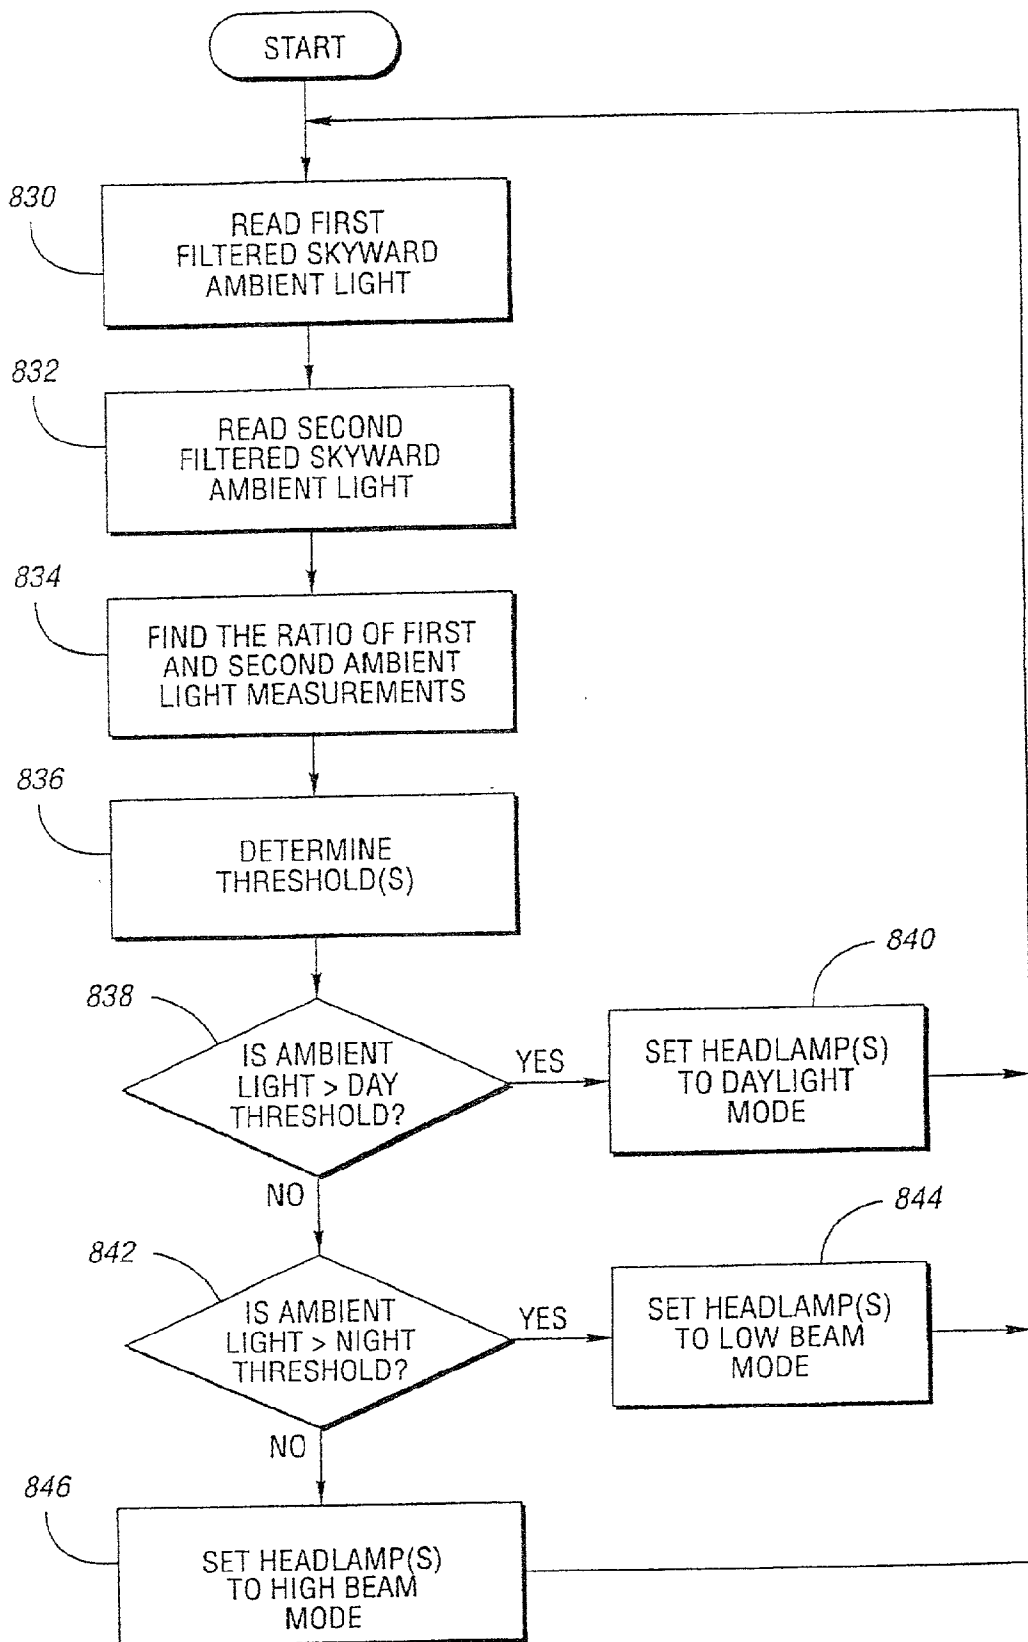 START
830
READ FIRST
FILTERED SKYWARD
AMBIENT LIGHT
832
READ SECOND
FILTERED SKYWARD
AMBIENT LIGHT
834
FIND THE RATIO OF FIRST
AND SECOND AMBIENT
LIGHT MEASUREMENTS
836
DETERMINE
THRESHOLD(S)
838
IS AMBIENT
LIGHT > DAY
THRESHOLD?
YES
840
SET HEADLAMP(S)
TO DAYLIGHT
MODE
NO
842
IS AMBIENT
LIGHT > NIGHT
THRESHOLD?
YES
844
SET HEADLAMP(S)
TO LOW BEAM
MODE
NO
846
SET HEADLAMP(S)
TO HIGH BEAM
MODE